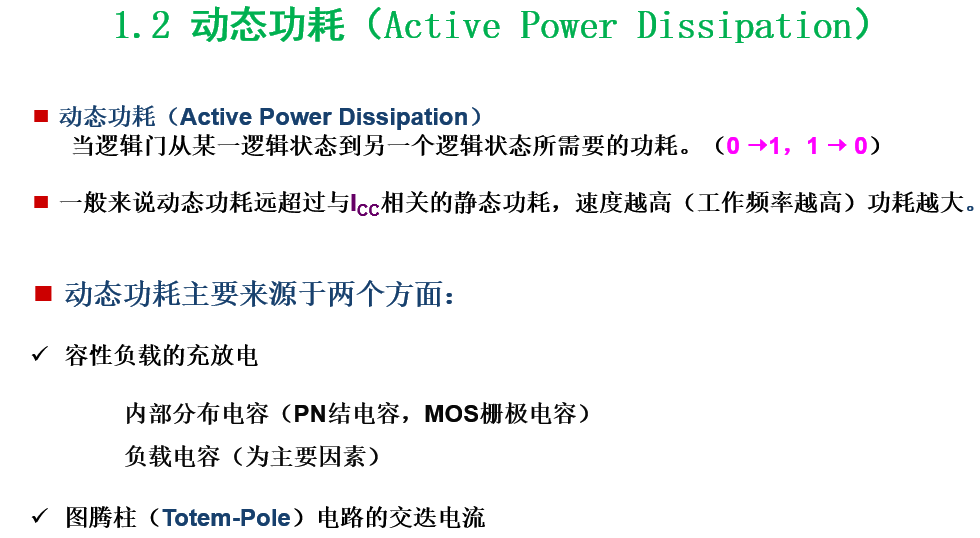 1.2 动态功耗（Active Power Dissipation）
■ 动态功耗（Active Power Dissipation）
当逻辑门从某一逻辑状态到另一个逻辑状态所需要的功耗。（0 →1，1 → 0）
■ 一般来说动态功耗远超过与ICC相关的静态功耗，速度越高（工作频率越高）功耗越大。
■ 动态功耗主要来源于两个方面：
✓ 容性负载的充放电
内部分布电容（PN结电容，MOS栅极电容）
负载电容（为主要因素）
✓ 图腾柱（Totem-Pole）电路的交迭电流